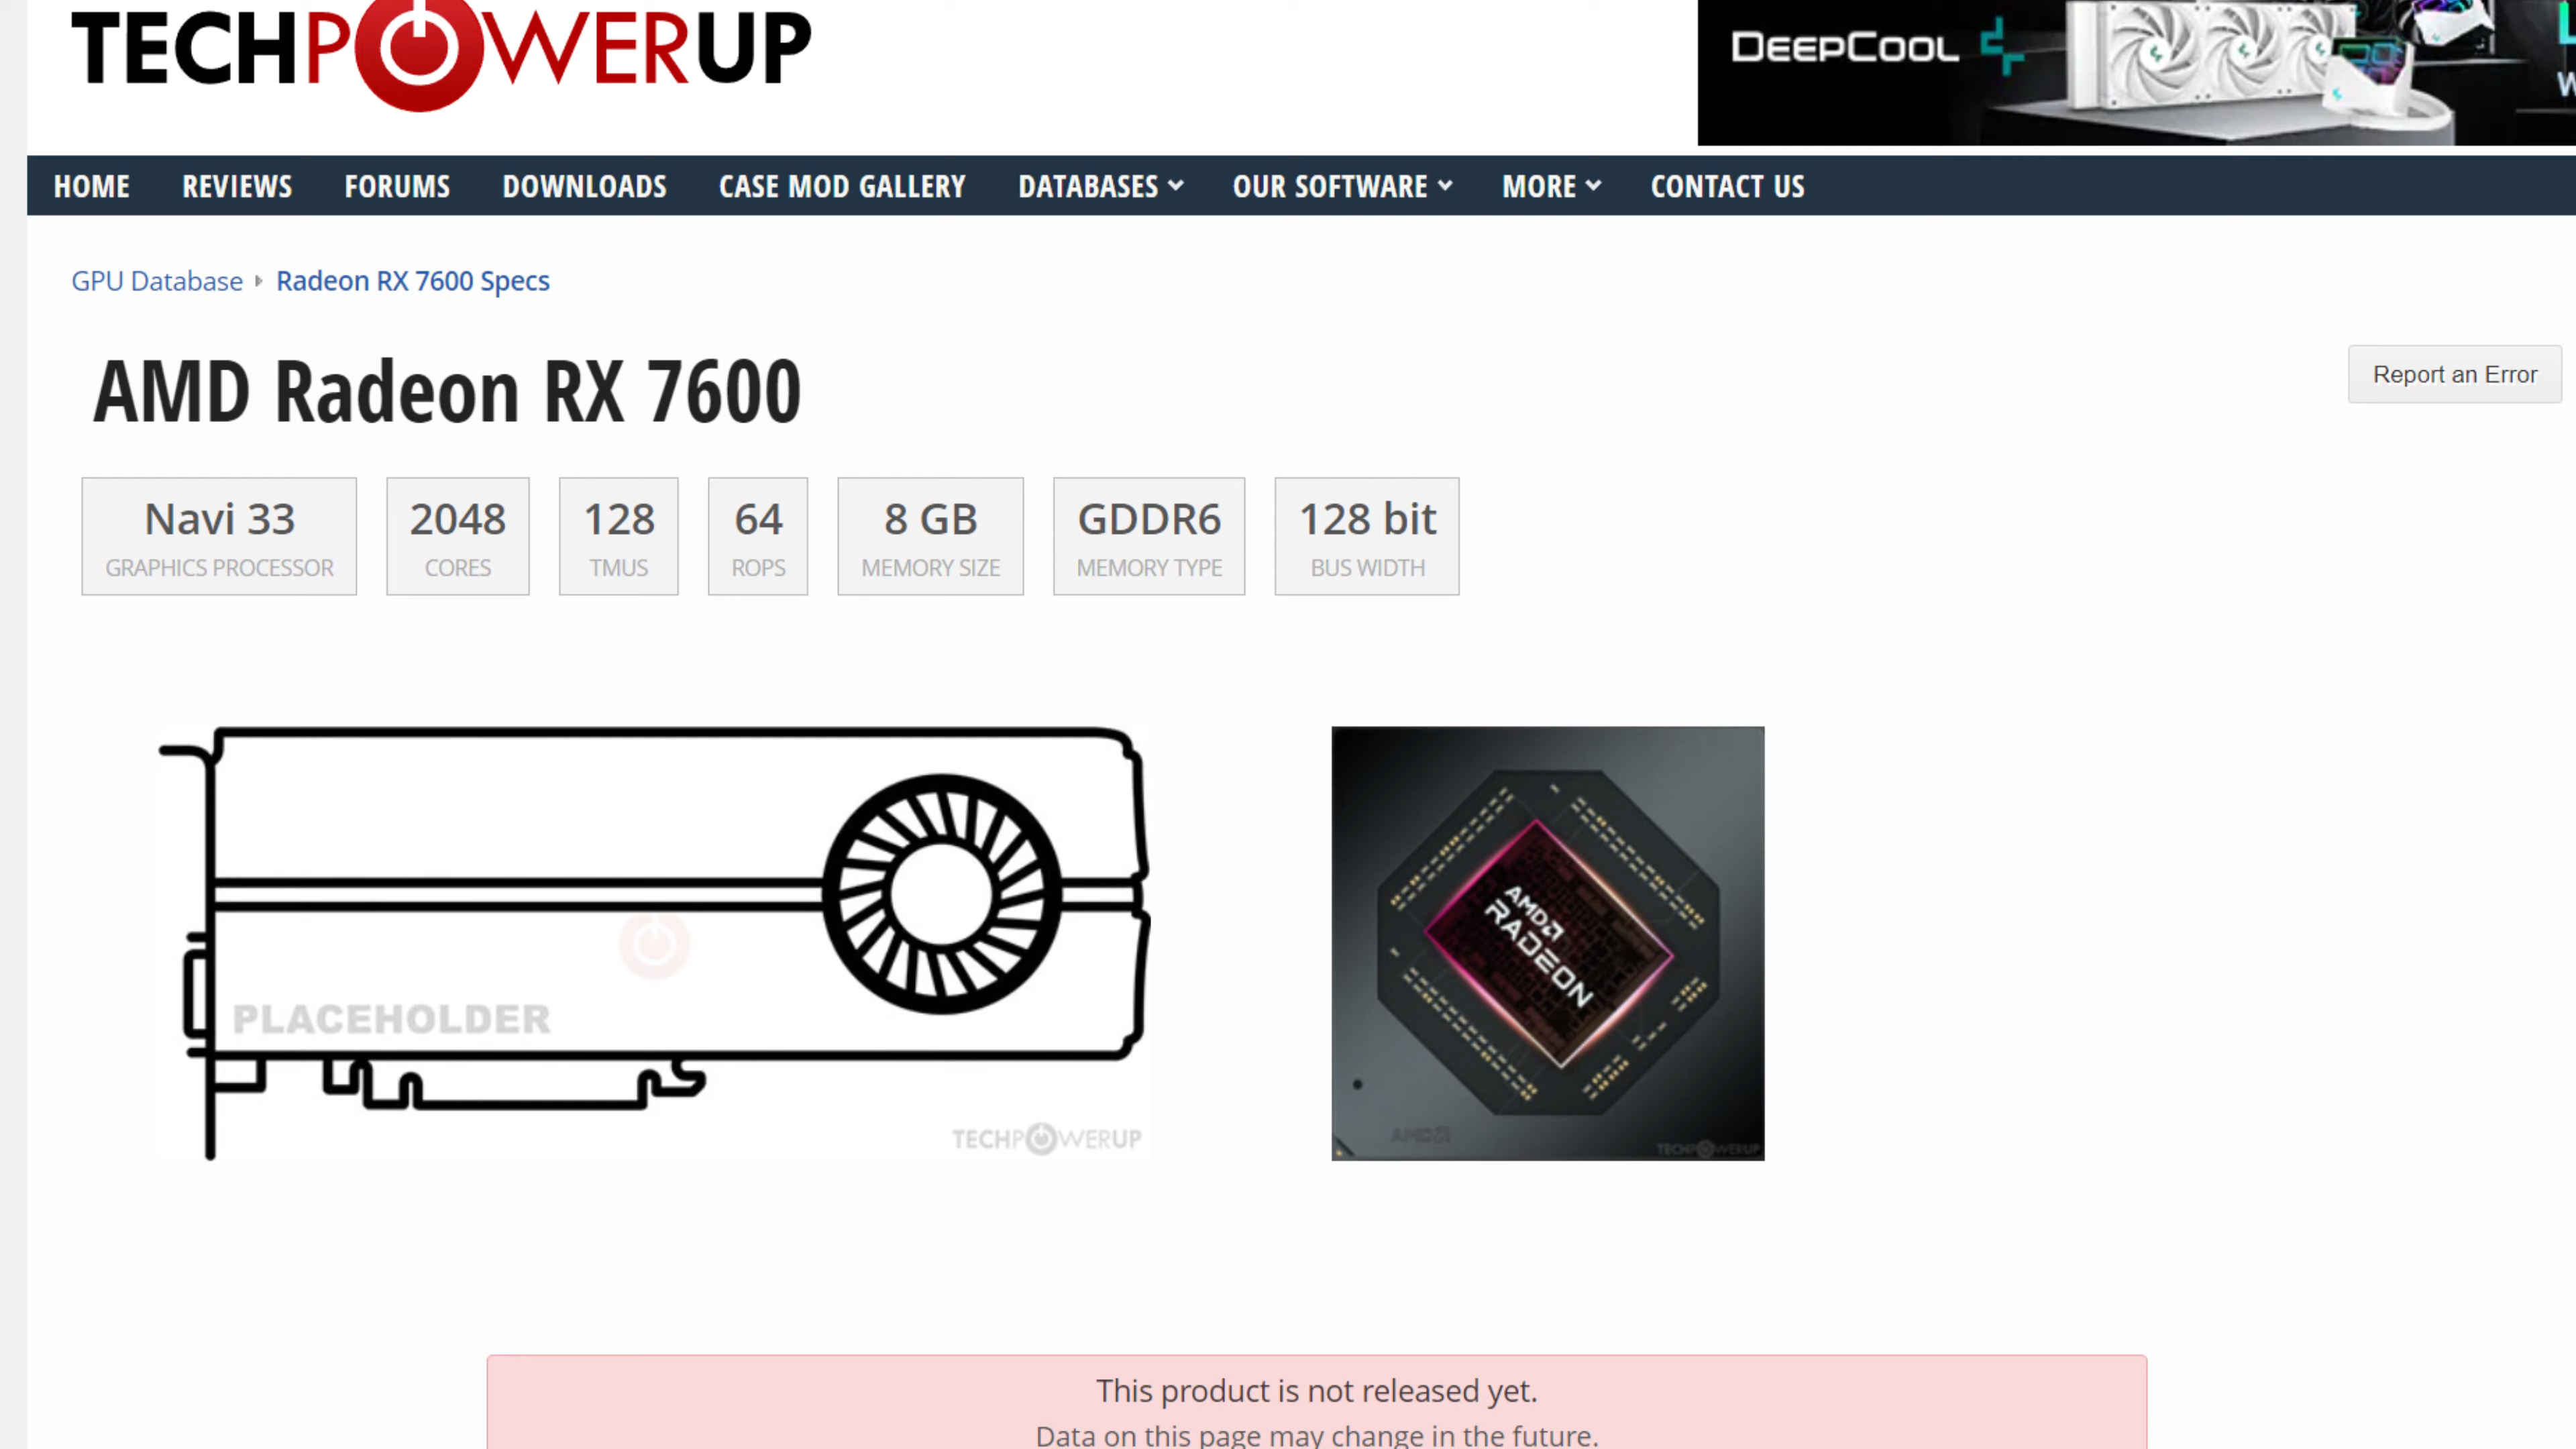 TECHPOWERUP
DEEPCOOL
HOME REVIEWS FORUMS DOWNLOADS CASE MOD GALLERY DATABASES OUR SOFTWARE MORE CONTACT US
GPU Database Radeon RX 7600 Specs
AMD Radeon RX 7600
Report an Error
Navi 33 2048 128 64 8 GB GDDR6 128 bit
GRAPHICS PROCESSOR CORES TMUS ROPS MEMORY SIZE MEMORY TYPE BUS WIDTH
AMD
RADEON
PLACEHOLDER
TECHPOWERUP
AMD
TECHPOWERUP
This product is not released yet.
Data on this page may change in the future.